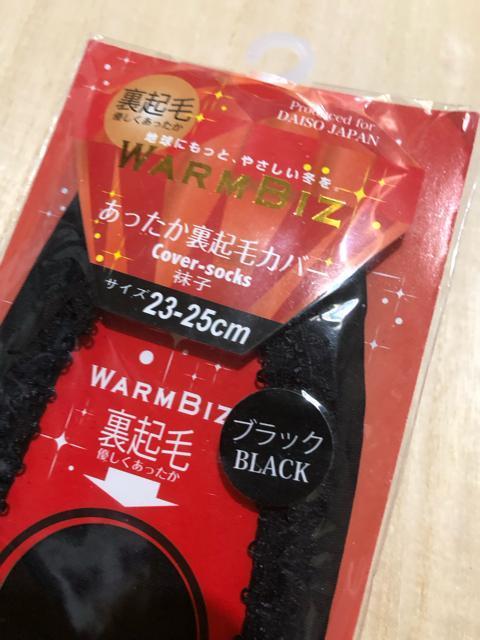 裏起毛
優しくあったか
Produced for
DAISO JAPAN
地球にもっと、やさしい冬を。
WARMBIZ
あったか裏起毛カバー
Cover-socks
袜子
サイズ 23-25cm
WARMBIZ
裏起毛
優しくあったか
ブラック
BLACK